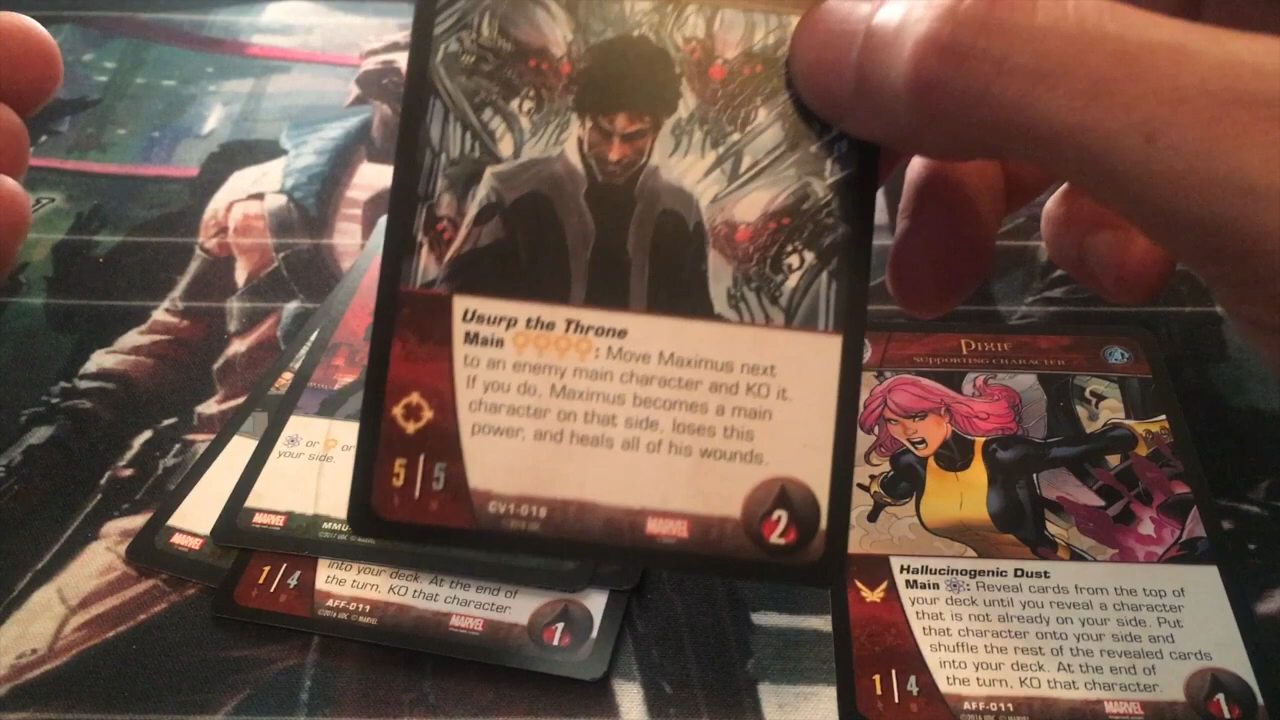 Usurp the Throne
Main : Move Maximus next
to an enemy main character and KO it.
If you do, Maximus becomes a main
character on that side, loses this
power, and heals all of his wounds.
5 | 5
CV1-018
MARVEL
2
or or
your side.
MARVEL
MMU-
MARVEL
into your deck. At the end of
the turn, KO that character.
1 | 4
AFF-011
MARVEL
1
PIXIE
SUPPORTING CHARACTER
Hallucinogenic Dust
Main : Reveal cards from the top of
your deck until you reveal a character
that is not already on your side. Put
that character onto your side and
shuffle the rest of the revealed cards
into your deck. At the end of
the turn, KO that character.
1 | 4
AFF-011
MARVEL
1